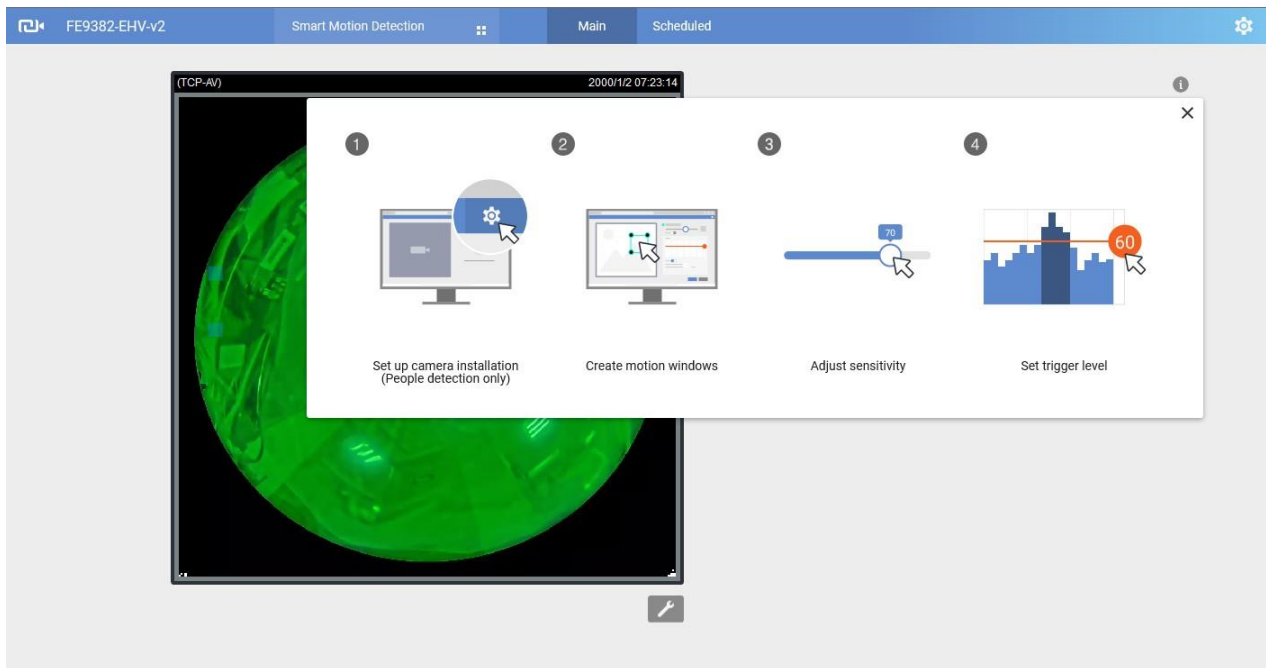 FE9382-EHV-v2 Smart Motion Detection Main Scheduled
(TCP-AV) 2000/1/2 07:23:14
i
1 2 3 4
70
60
Set up camera installation
(People detection only)
Create motion windows
Adjust sensitivity
Set trigger level